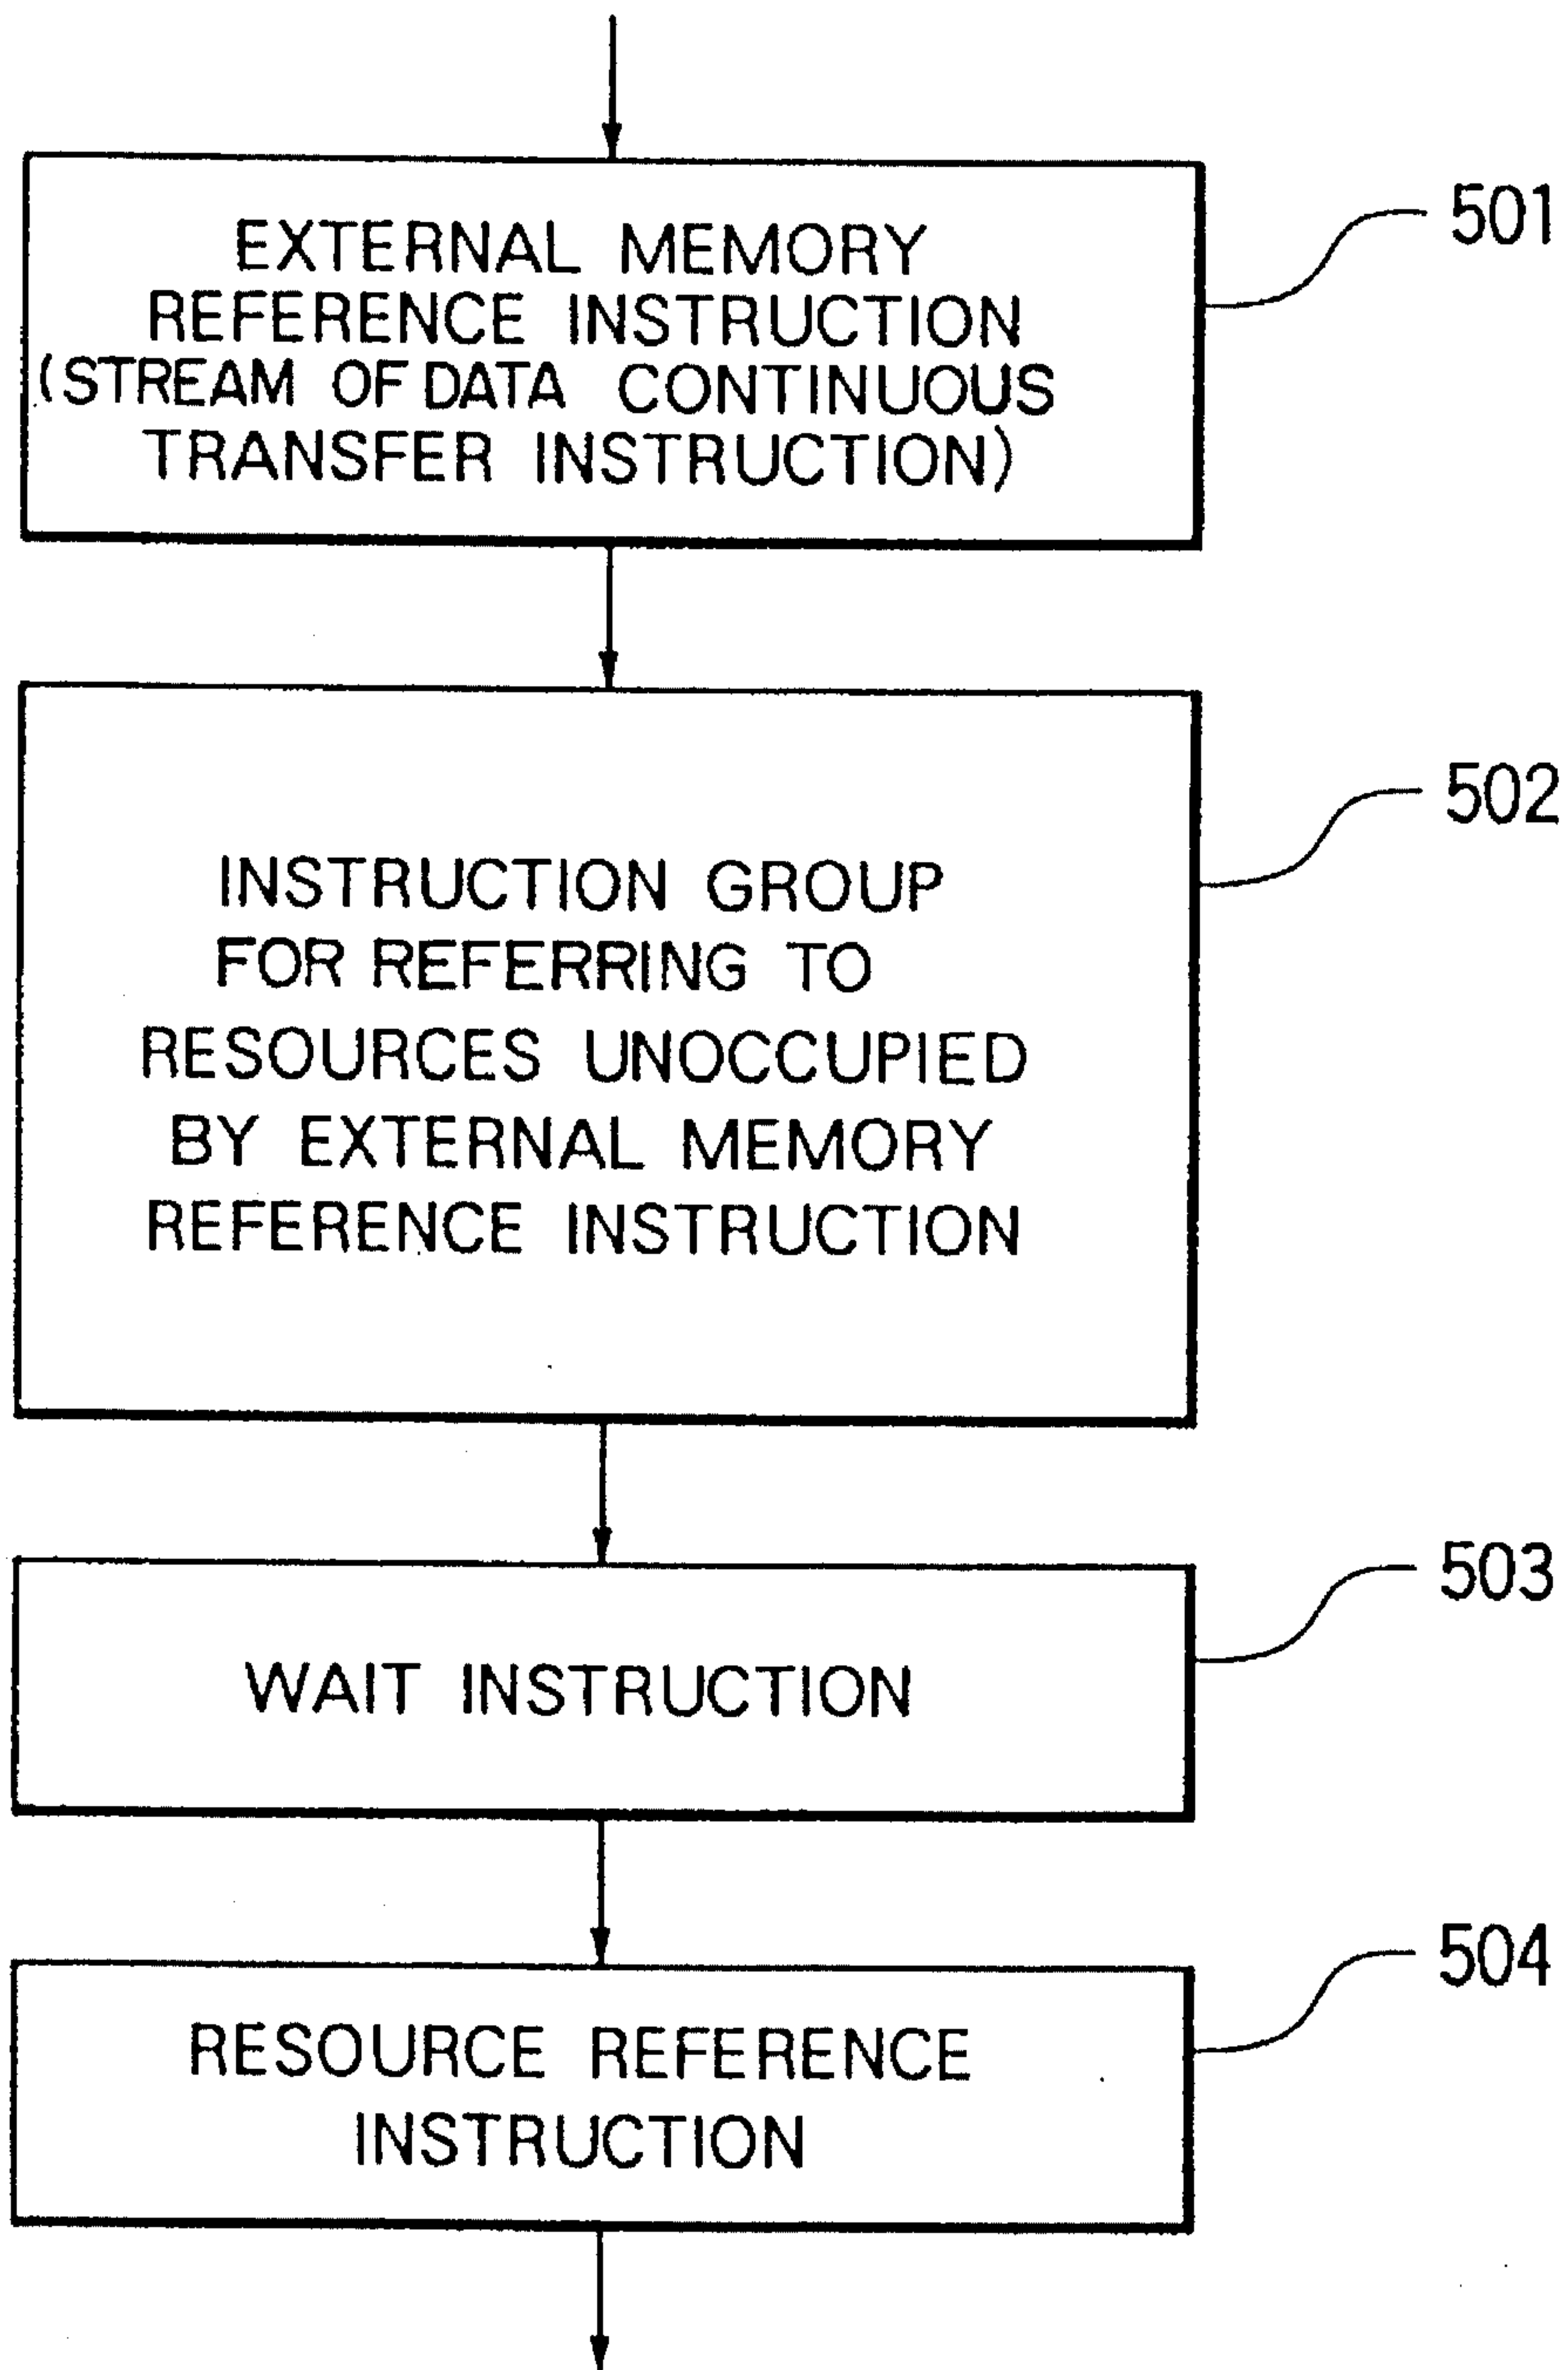 EXTERNAL MEMORY
REFERENCE INSTRUCTION
(STREAM OF DATA CONTINUOUS
TRANSFER INSTRUCTION)
501
INSTRUCTION GROUP
FOR REFERRING TO
RESOURCES UNOCCUPIED
BY EXTERNAL MEMORY
REFERENCE INSTRUCTION
502
WAIT INSTRUCTION
503
RESOURCE REFERENCE
INSTRUCTION
504